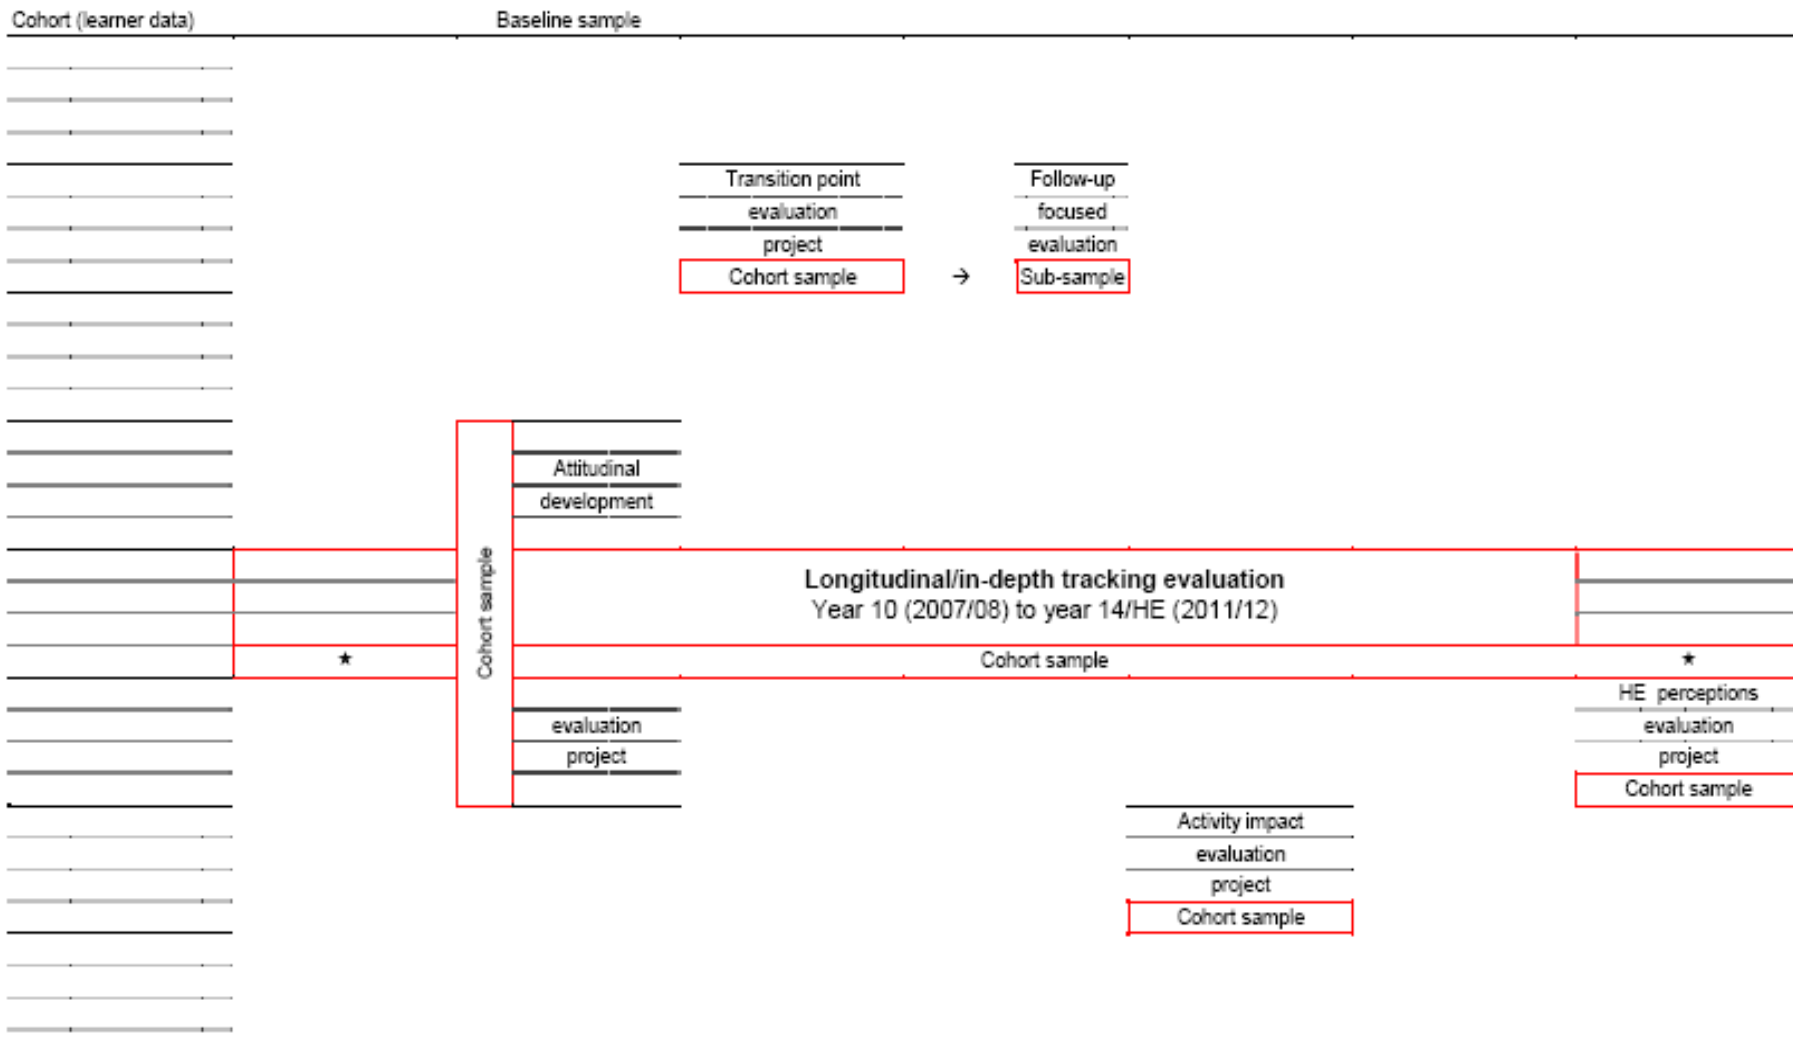 Cohort (learner data)
Baseline sample
Transition point
evaluation
project
Cohort sample
→
Follow-up
focused
evaluation
Sub-sample
Cohort sample
Attitudinal
development
evaluation
project
Longitudinal/in-depth tracking evaluation
Year 10 (2007/08) to year 14/HE (2011/12)
★
Cohort sample
★
HE perceptions
evaluation
project
Cohort sample
Activity impact
evaluation
project
Cohort sample